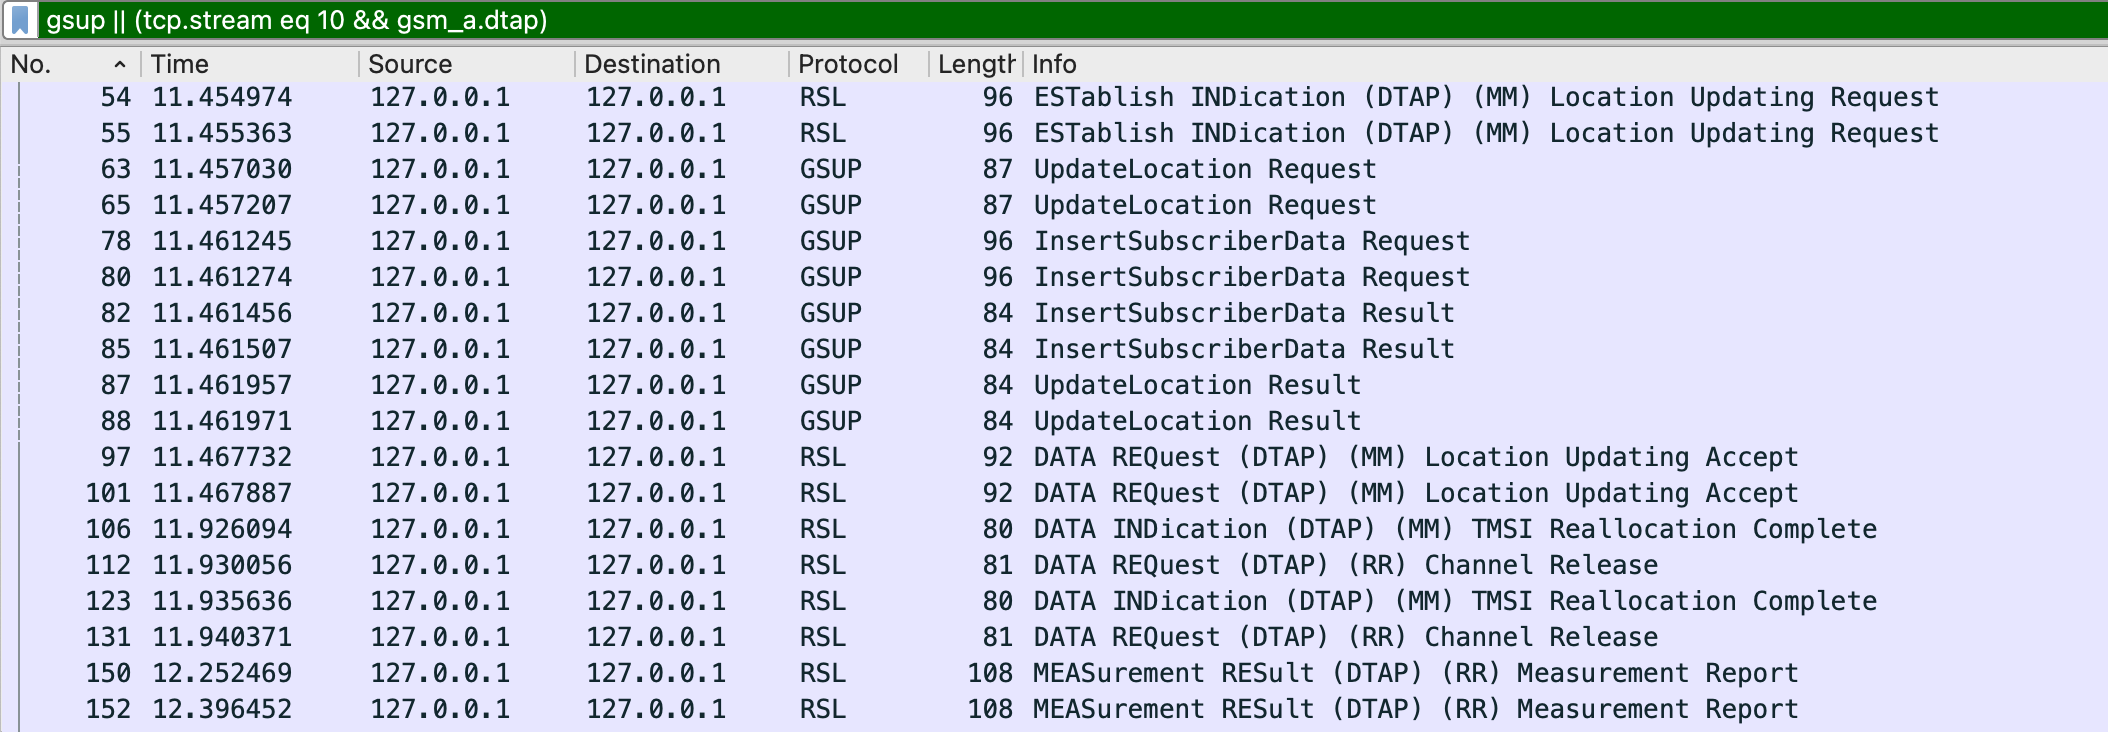 gsup || (tcp.stream eq 10 && gsm_a.dtap)
No. Time Source Destination Protocol Length Info
54 11.454974 127.0.0.1 127.0.0.1 RSL 96 ESTablish INDication (DTAP) (MM) Location Updating Request
55 11.455363 127.0.0.1 127.0.0.1 RSL 96 ESTablish INDication (DTAP) (MM) Location Updating Request
63 11.457030 127.0.0.1 127.0.0.1 GSUP 87 UpdateLocation Request
65 11.457207 127.0.0.1 127.0.0.1 GSUP 87 UpdateLocation Request
78 11.461245 127.0.0.1 127.0.0.1 GSUP 96 InsertSubscriberData Request
80 11.461274 127.0.0.1 127.0.0.1 GSUP 96 InsertSubscriberData Request
82 11.461456 127.0.0.1 127.0.0.1 GSUP 84 InsertSubscriberData Result
85 11.461507 127.0.0.1 127.0.0.1 GSUP 84 InsertSubscriberData Result
87 11.461957 127.0.0.1 127.0.0.1 GSUP 84 UpdateLocation Result
88 11.461971 127.0.0.1 127.0.0.1 GSUP 84 UpdateLocation Result
97 11.467732 127.0.0.1 127.0.0.1 RSL 92 DATA REQuest (DTAP) (MM) Location Updating Accept
101 11.467887 127.0.0.1 127.0.0.1 RSL 92 DATA REQuest (DTAP) (MM) Location Updating Accept
106 11.926094 127.0.0.1 127.0.0.1 RSL 80 DATA INDication (DTAP) (MM) TMSI Reallocation Complete
112 11.930056 127.0.0.1 127.0.0.1 RSL 81 DATA REQuest (DTAP) (RR) Channel Release
123 11.935636 127.0.0.1 127.0.0.1 RSL 80 DATA INDication (DTAP) (MM) TMSI Reallocation Complete
131 11.940371 127.0.0.1 127.0.0.1 RSL 81 DATA REQuest (DTAP) (RR) Channel Release
150 12.252469 127.0.0.1 127.0.0.1 RSL 108 MEASurement RESult (DTAP) (RR) Measurement Report
152 12.396452 127.0.0.1 127.0.0.1 RSL 108 MEASurement RESult (DTAP) (RR) Measurement Report